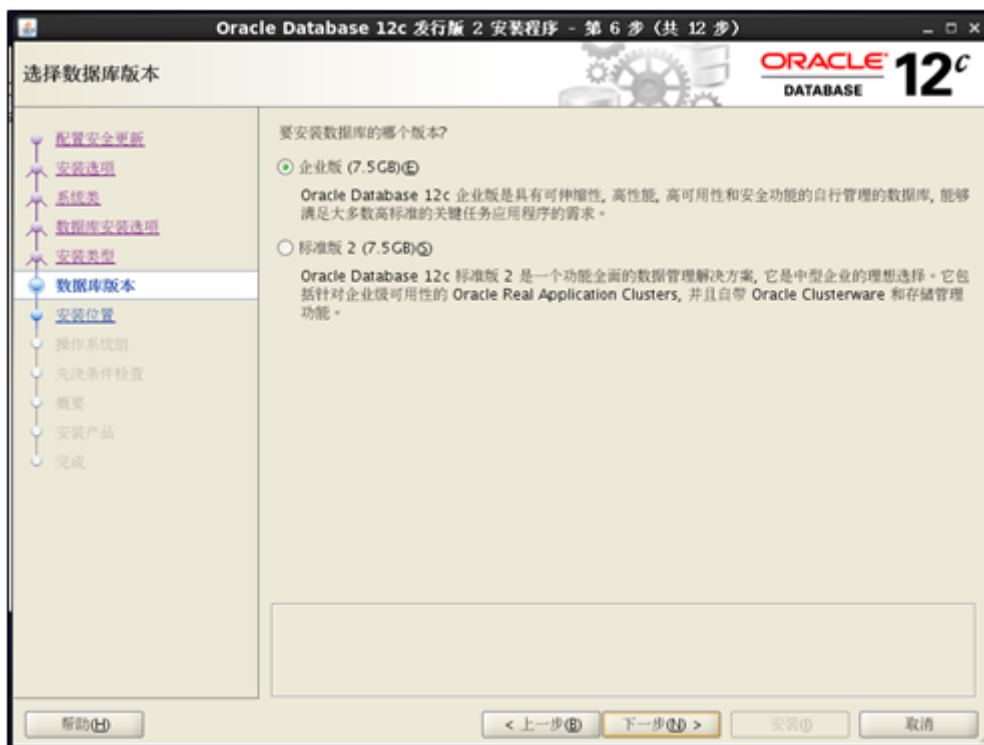 Oracle Database 12c 发行版 2 安装程序 - 第 6 步 (共 12 步)
选择数据库版本
ORACLE
DATABASE
12c
配置安全更新
安装选项
系统类
数据库安装选项
安装类型
数据库版本
安装位置
操作系统组
先决条件检查
概要
安装产品
完成
要安装数据库的哪个版本?
企业版 (7.5GB)(E)
Oracle Database 12c 企业版是具有可伸缩性, 高性能, 高可用性和安全功能的自行管理的数据库, 能够
满足大多数高标准的关键任务应用程序的需求。
标准版 2 (7.5GB)(S)
Oracle Database 12c 标准版 2 是一个功能全面的数据管理解决方案, 它是中型企业的理想选择。它包
括针对企业级可用性的 Oracle Real Application Clusters, 并且自带 Oracle Clusterware 和存储管理
功能。
帮助(H)
< 上一步(B)
下一步(N) >
安装(I)
取消